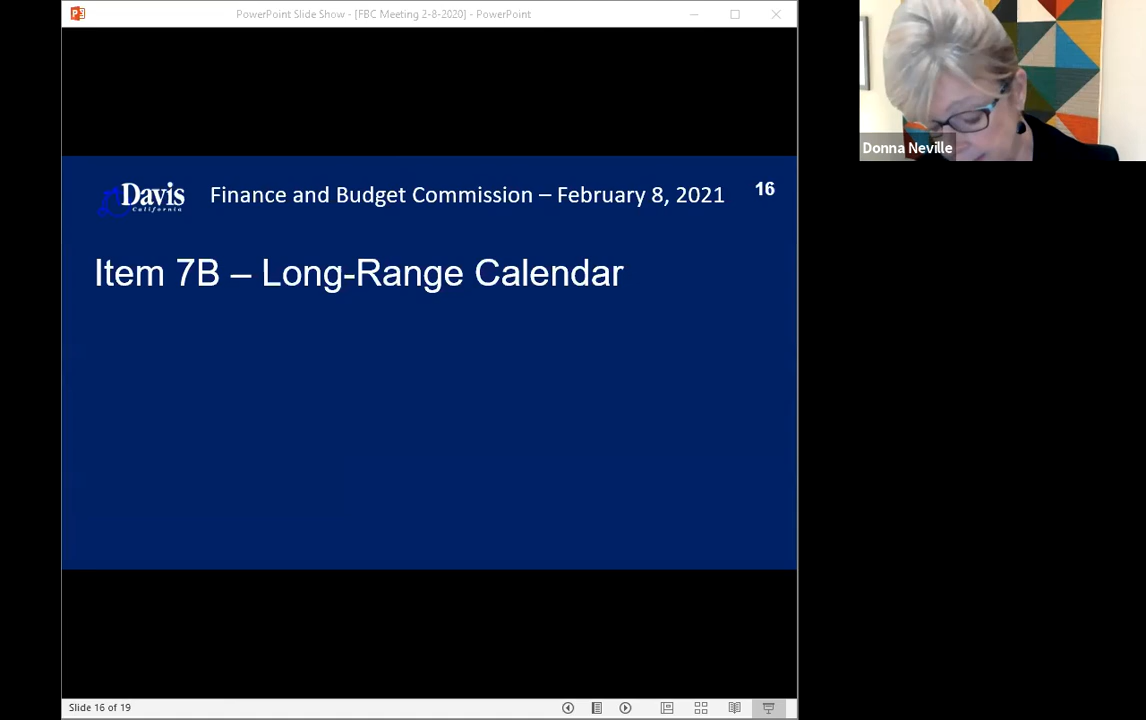 PowerPoint Slide Show - [FBC Meeting 2-8-2020] - PowerPoint
Donna Neville
Davis
California
Finance and Budget Commission – February 8, 2021
16
Item 7B – Long-Range Calendar
Slide 16 of 19